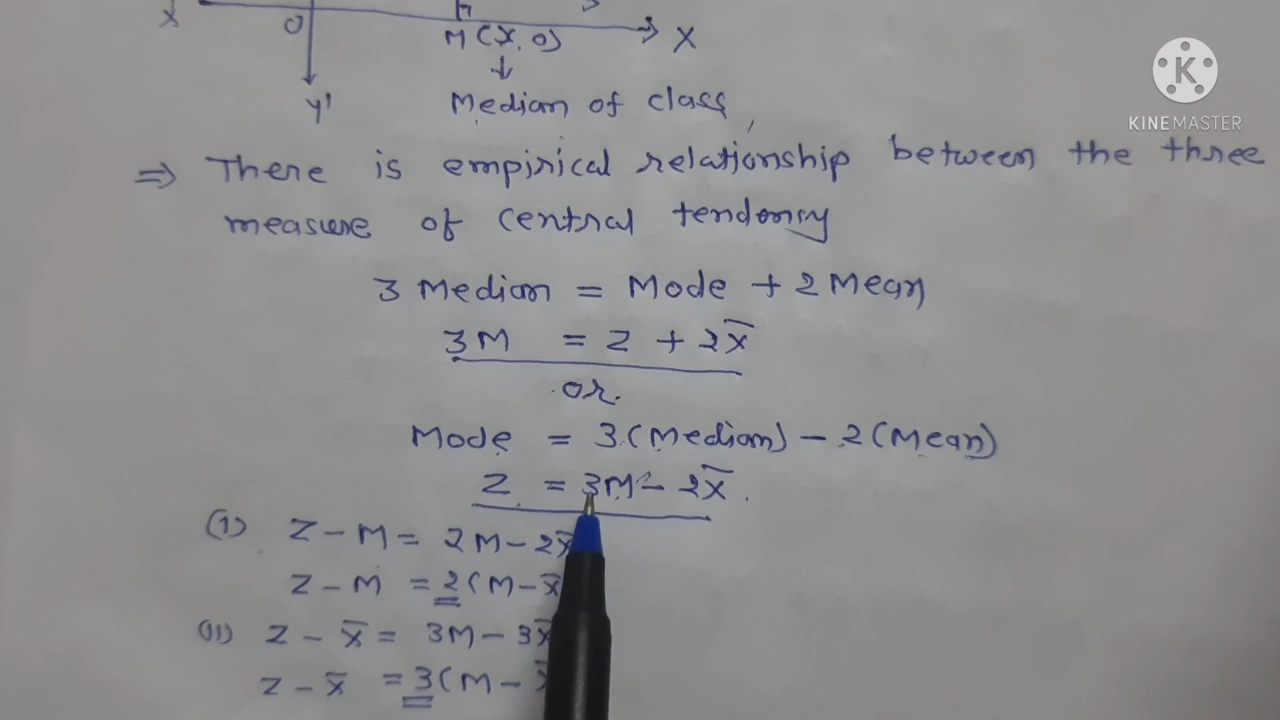 X
O
M (X, 0)
X
Y'
Median of class,
KINEMASTER
⇒ There is empirical relationship between the three
measure of central tendency
3 Median = Mode + 2 Mean
3M = Z + 2x̄
or.
Mode = 3(Median) - 2(Mean)
Z = 3M - 2x̄.
(I) Z - M = 2M - 2x̄
Z - M = 2(M - x̄
(II) Z - x̄ = 3M - 3x̄
Z - x̄ = 3(M -